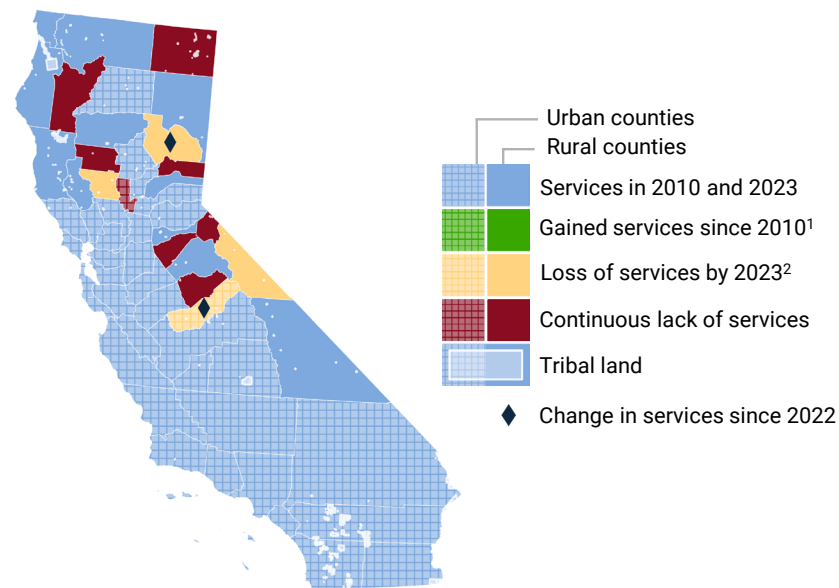 Urban counties
Rural counties
Services in 2010 and 2023
Gained services since 2010¹
Loss of services by 2023²
Continuous lack of services
Tribal land
Change in services since 2022